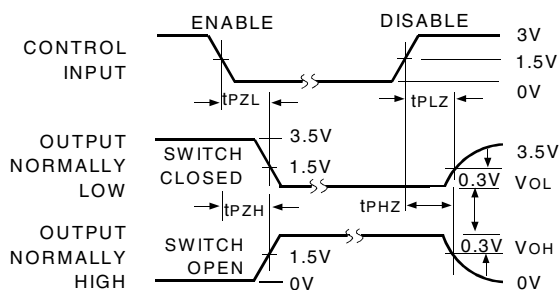 ENABLE DISABLE
CONTROL
INPUT
3V
1.5V
0V
tPZL tPLZ
OUTPUT
NORMALLY
LOW
SWITCH
CLOSED
3.5V
1.5V
3.5V
0.3V VOL
tPZH tPHZ
OUTPUT
NORMALLY
HIGH
SWITCH
OPEN
1.5V
0V
0.3V VOH
0V